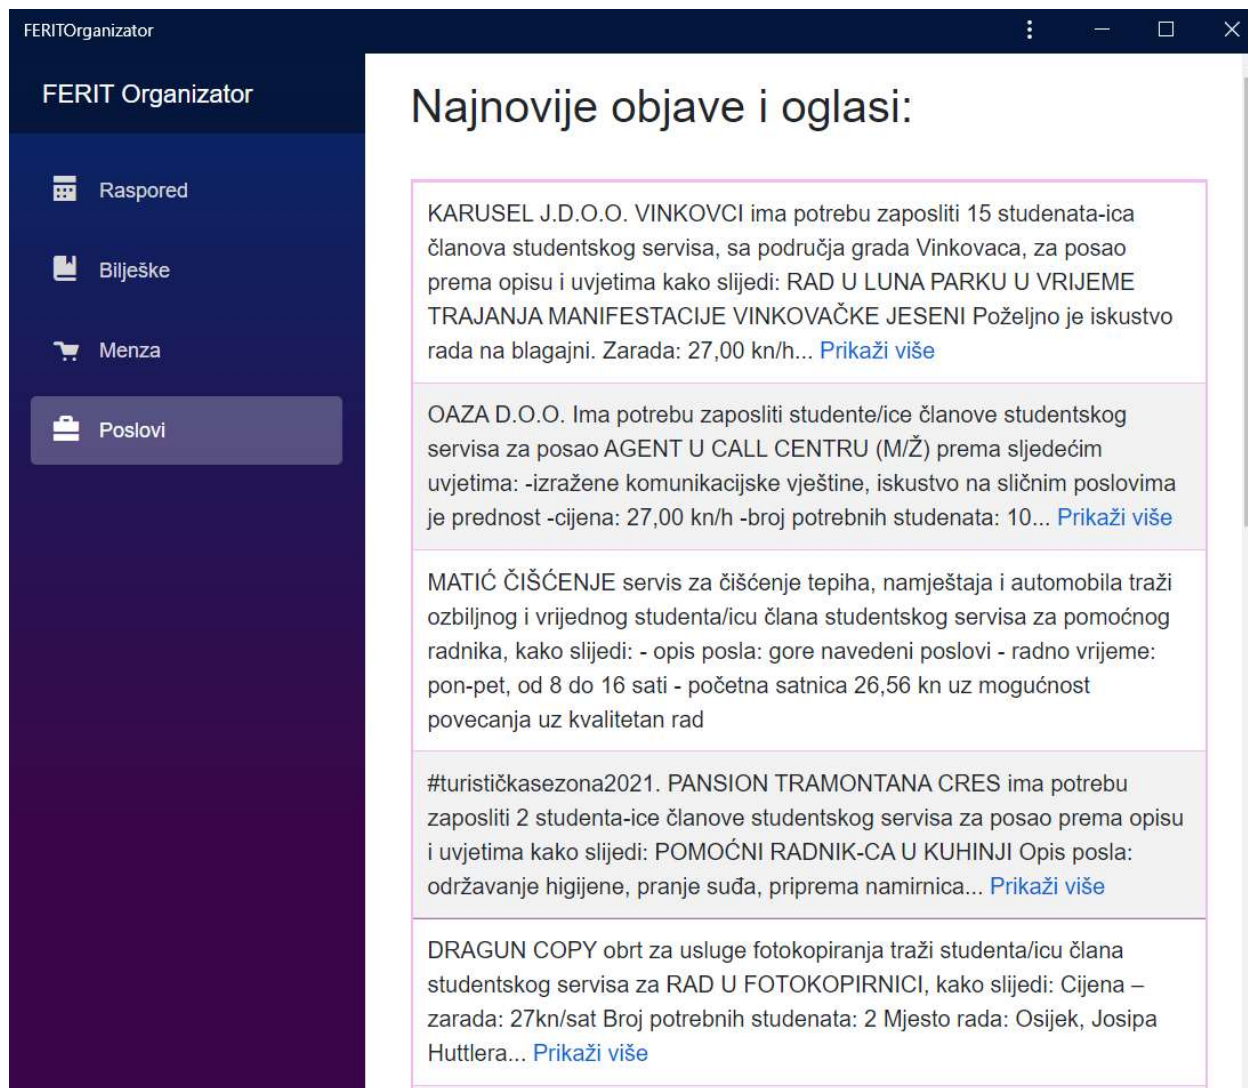 FERITOrganizator
FERIT Organizator
Raspored
Bilješke
Menza
Poslovi
Najnovije objave i oglasi:
KARUSEL J.D.O.O. VINKOVCI ima potrebu zaposliti 15 studenata-ica
članova studentskog servisa, sa područja grada Vinkovaca, za posao
prema opisu i uvjetima kako slijedi: RAD U LUNA PARKU U VRIJEME
TRAJANJA MANIFESTACIJE VINKOVAČKE JESENI Poželjno je iskustvo
rada na blagajni. Zarada: 27,00 kn/h... Prikaži više
OAZA D.O.O. Ima potrebu zaposliti studente/ice članove studentskog
servisa za posao AGENT U CALL CENTRU (M/Ž) prema sljedećim
uvjetima: -izražene komunikacijske vještine, iskustvo na sličnim poslovima
je prednost -cijena: 27,00 kn/h -broj potrebnih studenata: 10... Prikaži više
MATIĆ ČIŠĆENJE servis za čišćenje tepiha, namještaja i automobila traži
ozbiljnog i vrijednog studenta/icu člana studentskog servisa za pomoćnog
radnika, kako slijedi: - opis posla: gore navedeni poslovi - radno vrijeme:
pon-pet, od 8 do 16 sati - početna satnica 26,56 kn uz mogućnost
povecanja uz kvalitetan rad
#turističkasezona2021. PANSION TRAMONTANA CRES ima potrebu
zaposliti 2 studenta-ice članove studentskog servisa za posao prema opisu
i uvjetima kako slijedi: POMOĆNI RADNIK-CA U KUHINJI Opis posla:
održavanje higijene, pranje suđa, priprema namirnica... Prikaži više
DRAGUN COPY obrt za usluge fotokopiranja traži studenta/icu člana
studentskog servisa za RAD U FOTOKOPIRNICI, kako slijedi: Cijena –
zarada: 27kn/sat Broj potrebnih studenata: 2 Mjesto rada: Osijek, Josipa
Huttlera... Prikaži više